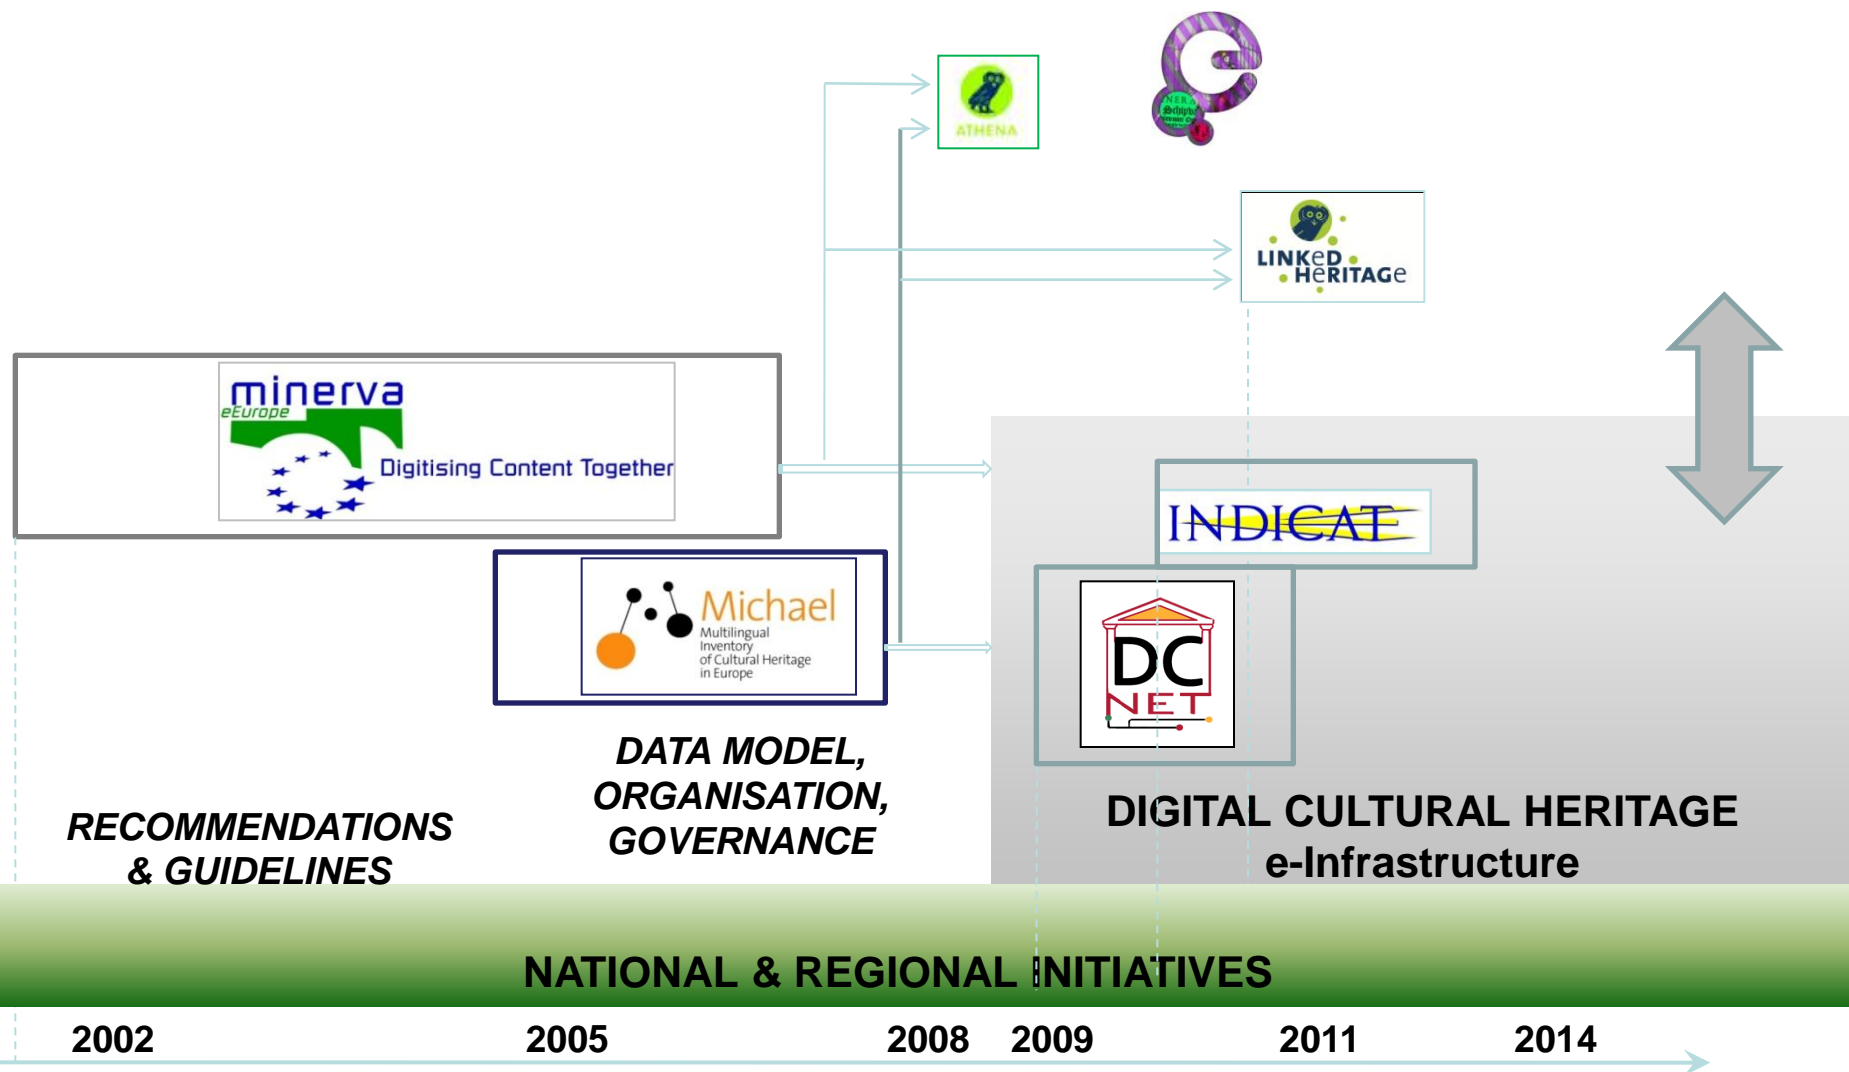 ATHENA
LINKeD
HeRITAGe
minerva
eEurope
Digitising Content Together
INDICATE
Michael
Multilingual
Inventory
of Cultural Heritage
in Europe
DC
NET
DATA MODEL,
ORGANISATION,
GOVERNANCE
RECOMMENDATIONS
& GUIDELINES
DIGITAL CULTURAL HERITAGE
e-Infrastructure
NATIONAL & REGIONAL INITIATIVES
2002 2005 2008 2009 2011 2014